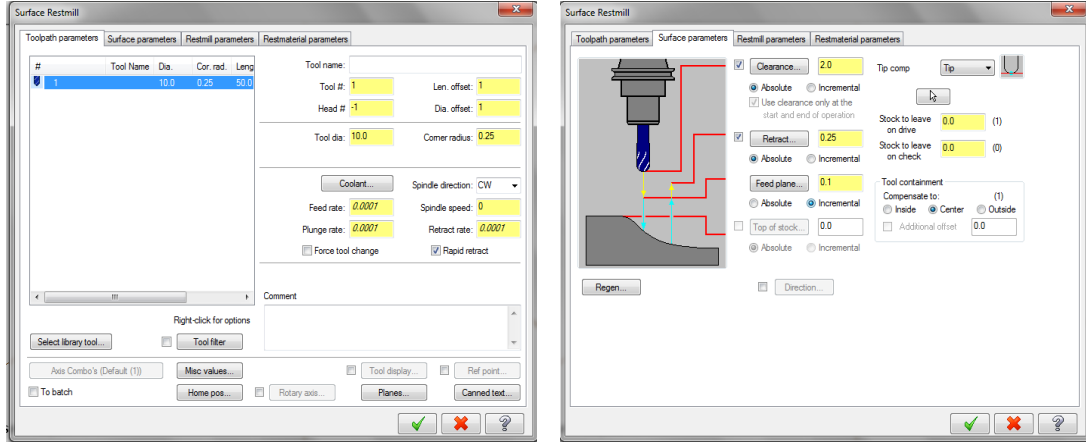 Surface Restmill
Toolpath parameters Surface parameters Restmill parameters Restmaterial parameters
# Tool Name Dia. Cor. rad. Leng
1 10.0 0.25 50.0
Tool name:
Tool #: 1 Len. offset: 1
Head # -1 Dia. offset: 1
Tool dia: 10.0 Corner radius: 0.25
Coolant... Spindle direction: CW
Feed rate: 0.0001 Spindle speed: 0
Plunge rate: 0.0001 Retract rate: 0.0001
Force tool change Rapid retract
Comment
Right-click for options
Select library tool... Tool filter
Axis Combo's (Default (1)) Misc values... Tool display... Ref point...
To batch Home pos... Rotary axis... Planes... Canned text...
Surface Restmill
Toolpath parameters Surface parameters Restmill parameters Restmaterial parameters
Clearance... 2.0
Absolute Incremental
Use clearance only at the
start and end of operation
Retract... 0.25
Absolute Incremental
Feed plane... 0.1
Absolute Incremental
Top of stock... 0.0
Absolute Incremental
Tip comp Tip
Stock to leave
on drive 0.0 (1)
Stock to leave
on check 0.0 (0)
Tool containment
Compensate to: (1)
Inside Center Outside
Additional offset 0.0
Regen... Direction...